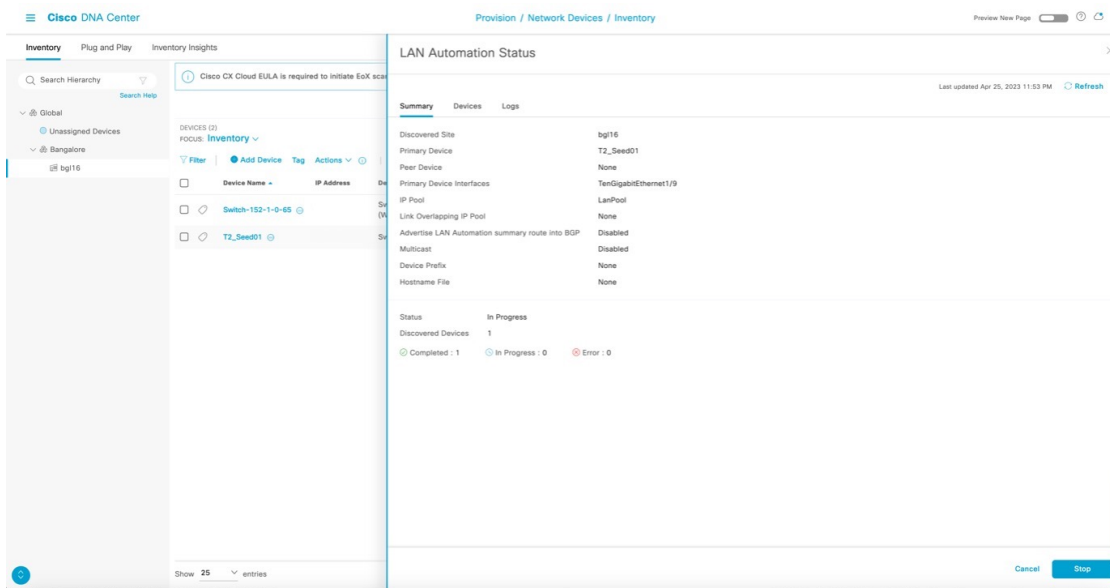 Cisco DNA Center
Provision / Network Devices / Inventory
Preview New Page
Inventory Plug and Play Inventory Insights
Search Hierarchy
Search Help
Global
Unassigned Devices
Bangalore
bgl16
Cisco CX Cloud EULA is required to initiate EoX scan
DEVICES (2)
FOCUS: Inventory
Filter Add Device Tag Actions
Device Name IP Address De
Switch-152-1-0-65 Sw
(W
T2_Seed01 Sw
Show 25 entries
LAN Automation Status
Last updated Apr 25, 2023 11:53 PM Refresh
Summary Devices Logs
Discovered Site bgl16
Primary Device T2_Seed01
Peer Device None
Primary Device Interfaces TenGigabitEthernet1/9
IP Pool LanPool
Link Overlapping IP Pool None
Advertise LAN Automation summary route into BGP Disabled
Multicast Disabled
Device Prefix None
Hostname File None
Status In Progress
Discovered Devices 1
Completed : 1 In Progress : 0 Error : 0
Cancel Stop